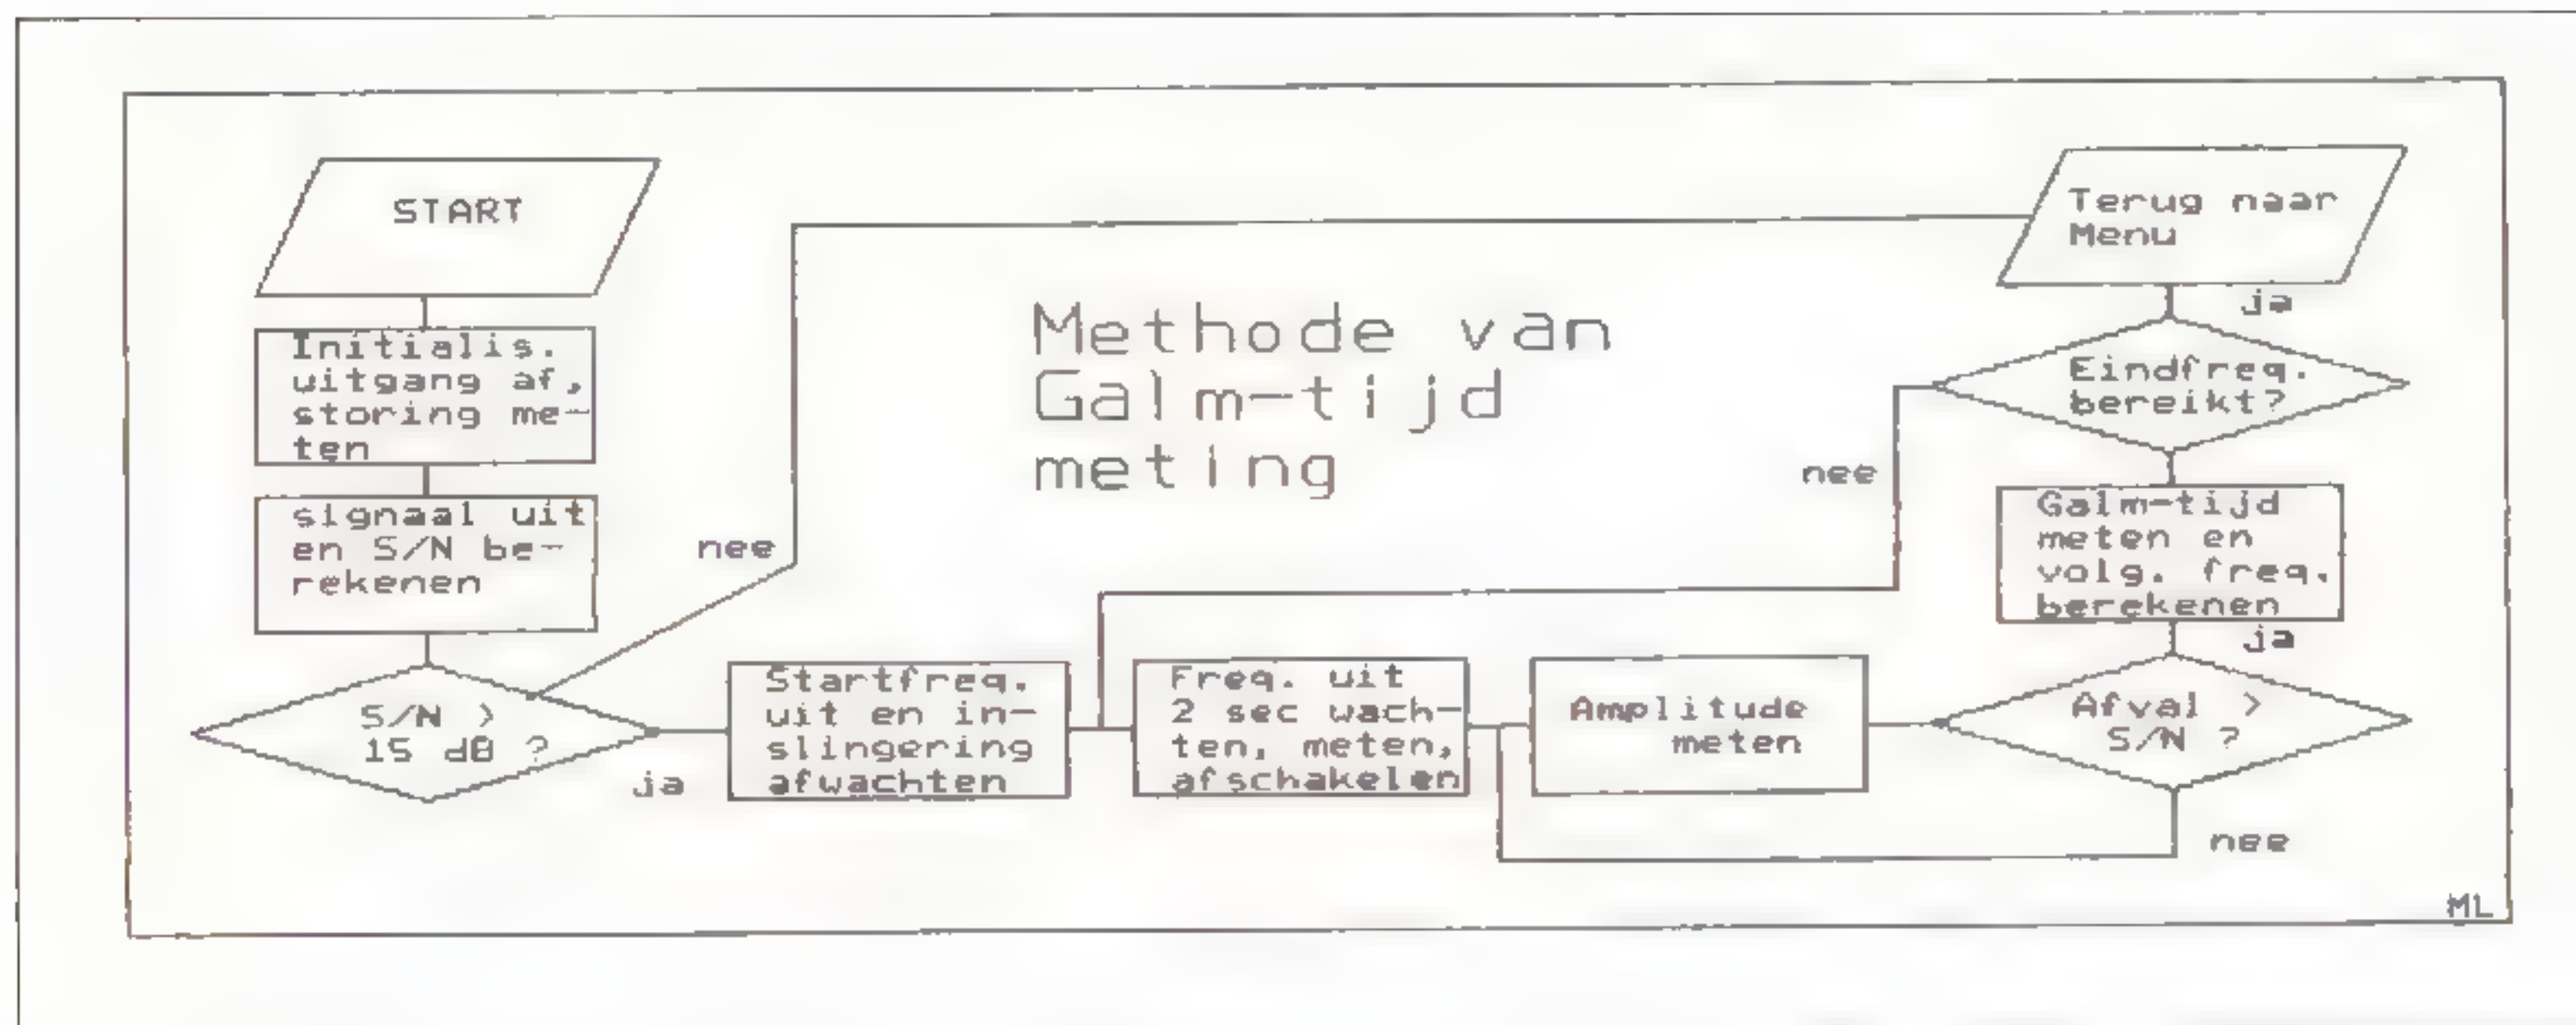 START
Initialis.
uitgang af,
storing me-
ten
signaal uit
en S/N be-
rekenen
S/N >
15 dB ?
nee
ja
Startfreq.
uit en in-
slingering
afwachten
Methode van
Galm-tijd
meting
Freq. uit
2 sec wach-
ten, meten,
afschakelen
Amplitude
meten
Afval >
S/N ?
nee
ja
Galm-tijd
meten en
volg. freq.
berekenen
Eindfreq.
bereikt?
nee
ja
Terug naar
Menu
ML